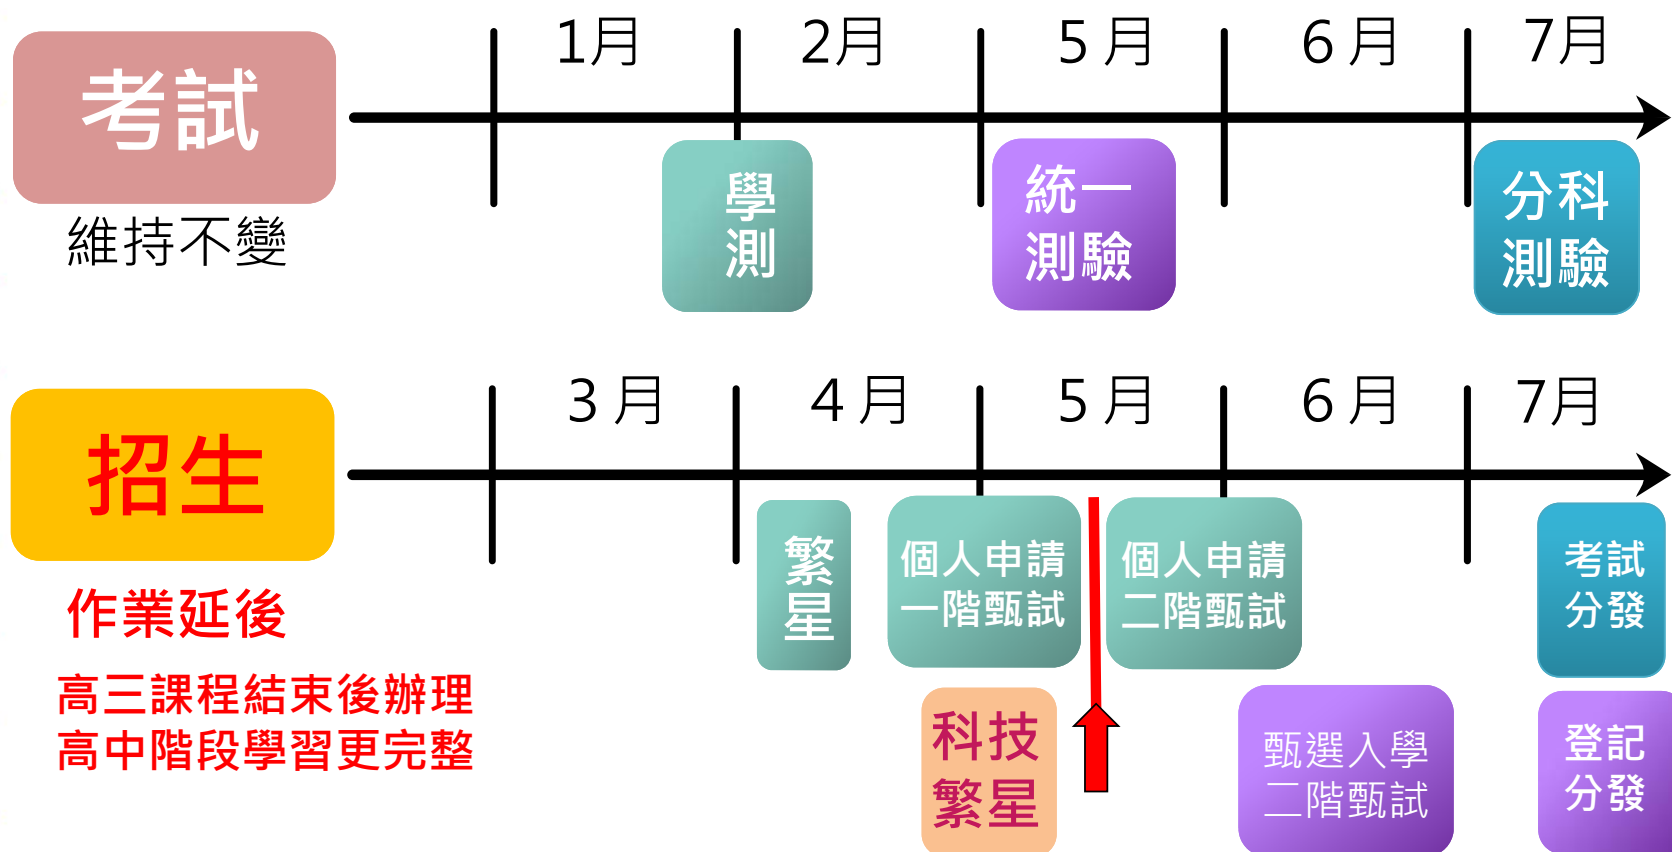 考試
維持不變
1月
2月
5月
6月
7月
學
測
統一
測驗
分科
測驗
招生
作業延後
高三課程結束後辦理
高中階段學習更完整
3月
4月
5月
6月
7月
繁
星
個人申請
一階甄試
個人申請
二階甄試
考試
分發
科技
繁星
甄選入學
二階甄試
登記
分發